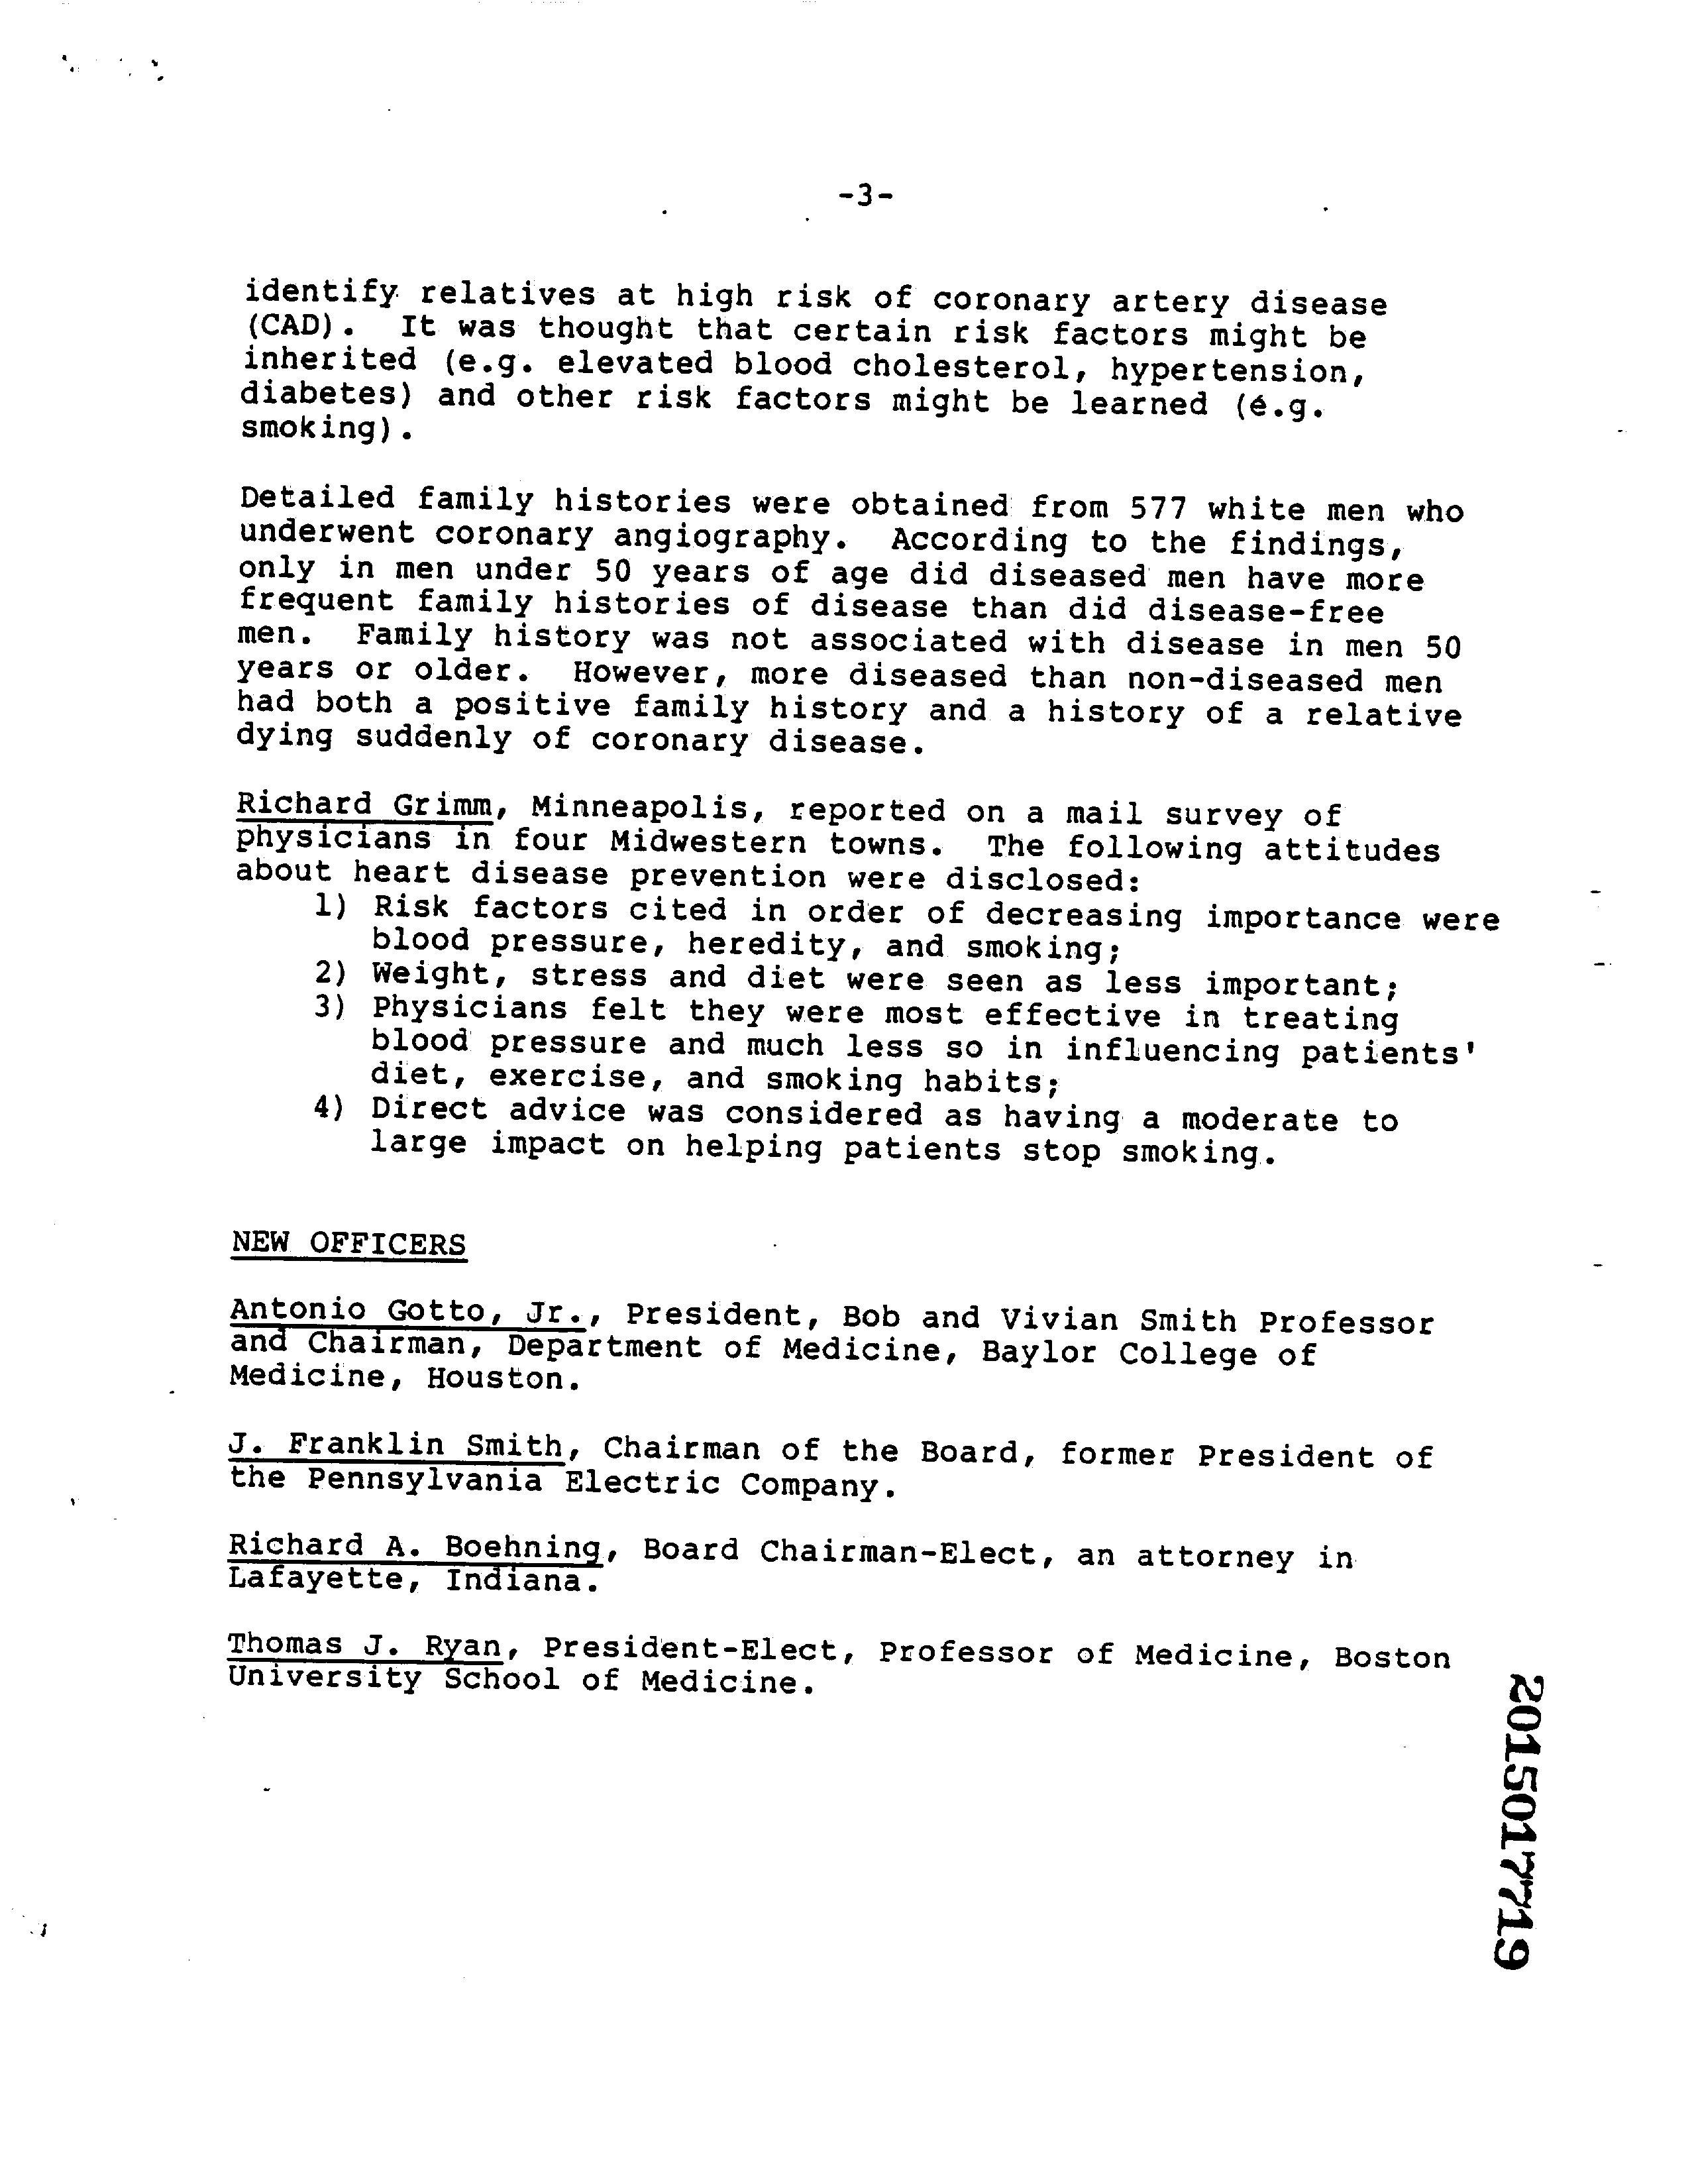 -3-
identify relatives at high risk of coronary artery disease
(CAD). It was thought that certain risk factors might be
inherited (e.g. elevated blood cholesterol, hypertension,
diabetes) and other risk factors might be learned (e.g.
smoking).
Detailed family histories were obtained from 577 white men who
underwent coronary angiography. According to the findings,
only in men under 50 years of age did diseased men have more
frequent family histories of disease than did disease-free
men. Family history was not associated with disease in men 50
years or older. However, more diseased than non-diseased men
had both a positive family history and a history of a relative
dying suddenly of coronary disease.
Richard Grimm, Minneapolis, reported on a mail survey of
physicians in four Midwestern towns. The following attitudes
about heart disease prevention were disclosed:
1) Risk factors cited in order of decreasing importance were
blood pressure, heredity, and smoking;
2) Weight, stress and diet were seen as less important;
3) Physicians felt they were most effective in treating
blood pressure and much less so in influencing patients'
diet, exercise, and smoking habits;
4) Direct advice was considered as having a moderate to
large impact on helping patients stop smoking.
NEW OFFICERS
Antonio Gotto, Jr., President, Bob and Vivian Smith Professor
and Chairman, Department of Medicine, Baylor College of
Medicine, Houston.
J. Franklin Smith, Chairman of the Board, former President of
the Pennsylvania Electric Company.
Richard A. Boehning, Board Chairman-Elect, an attorney in
Lafayette, Indiana.
Thomas J. Ryan, President-Elect, Professor of Medicine, Boston
University School of Medicine.
2015017719